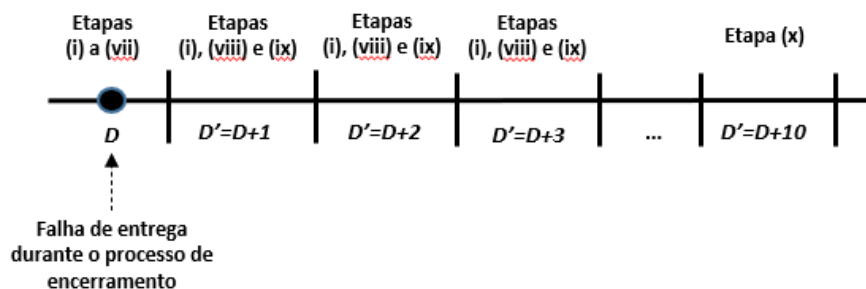 Etapas
(i) a (vii)
Etapas
(i), (viii) e (ix)
Etapas
(i), (viii) e (ix)
Etapas
(i), (viii) e (ix)
Etapa (x)
D
D'=D+1
D'=D+2
D'=D+3
...
D'=D+10
Falha de entrega
durante o processo de
encerramento